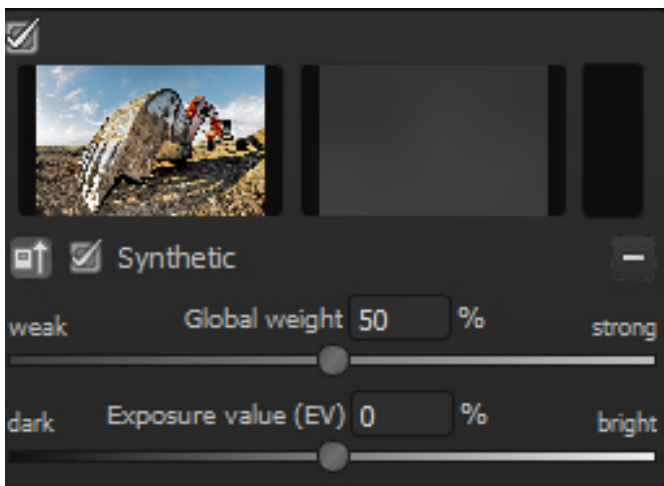 Synthetic
Global weight 50 %
weak strong
Exposure value (EV) 0 %
dark bright